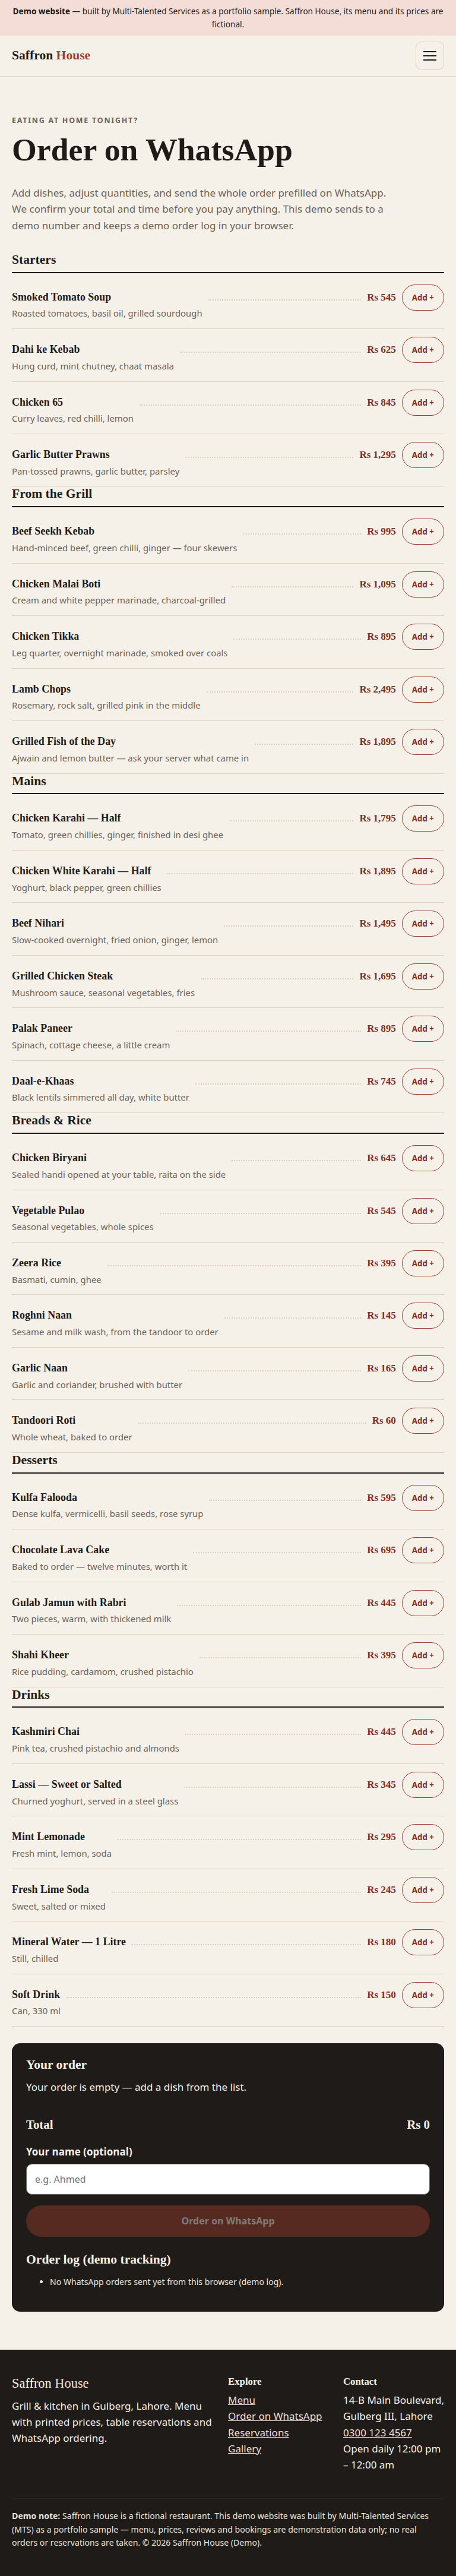 Demo website — built by Multi-Talented Services as a portfolio sample. Saffron House, its menu and its prices are
fictional.
Saffron House
EATING AT HOME TONIGHT?
Order on WhatsApp
Add dishes, adjust quantities, and send the whole order prefilled on WhatsApp.
We confirm your total and time before you pay anything. This demo sends to a
demo number and keeps a demo order log in your browser.
Starters
Smoked Tomato Soup Rs 545 Add +
Roasted tomatoes, basil oil, grilled sourdough
Dahi ke Kebab Rs 625 Add +
Hung curd, mint chutney, chaat masala
Chicken 65 Rs 845 Add +
Curry leaves, red chilli, lemon
Garlic Butter Prawns Rs 1,295 Add +
Pan-tossed prawns, garlic butter, parsley
From the Grill
Beef Seekh Kebab Rs 995 Add +
Hand-minced beef, green chilli, ginger — four skewers
Chicken Malai Boti Rs 1,095 Add +
Cream and white pepper marinade, charcoal-grilled
Chicken Tikka Rs 895 Add +
Leg quarter, overnight marinade, smoked over coals
Lamb Chops Rs 2,495 Add +
Rosemary, rock salt, grilled pink in the middle
Grilled Fish of the Day Rs 1,895 Add +
Ajwain and lemon butter — ask your server what came in
Mains
Chicken Karahi — Half Rs 1,795 Add +
Tomato, green chillies, ginger, finished in desi ghee
Chicken White Karahi — Half Rs 1,895 Add +
Yoghurt, black pepper, green chillies
Beef Nihari Rs 1,495 Add +
Slow-cooked overnight, fried onion, ginger, lemon
Grilled Chicken Steak Rs 1,695 Add +
Mushroom sauce, seasonal vegetables, fries
Palak Paneer Rs 895 Add +
Spinach, cottage cheese, a little cream
Daal-e-Khaas Rs 745 Add +
Black lentils simmered all day, white butter
Breads & Rice
Chicken Biryani Rs 645 Add +
Sealed handi opened at your table, raita on the side
Vegetable Pulao Rs 545 Add +
Seasonal vegetables, whole spices
Zeera Rice Rs 395 Add +
Basmati, cumin, ghee
Roghni Naan Rs 145 Add +
Sesame and milk wash, from the tandoor to order
Garlic Naan Rs 165 Add +
Garlic and coriander, brushed with butter
Tandoori Roti Rs 60 Add +
Whole wheat, baked to order
Desserts
Kulfa Falooda Rs 595 Add +
Dense kulfa, vermicelli, basil seeds, rose syrup
Chocolate Lava Cake Rs 695 Add +
Baked to order — twelve minutes, worth it
Gulab Jamun with Rabri Rs 445 Add +
Two pieces, warm, with thickened milk
Shahi Kheer Rs 395 Add +
Rice pudding, cardamom, crushed pistachio
Drinks
Kashmiri Chai Rs 445 Add +
Pink tea, crushed pistachio and almonds
Lassi — Sweet or Salted Rs 345 Add +
Churned yoghurt, served in a steel glass
Mint Lemonade Rs 295 Add +
Fresh mint, lemon, soda
Fresh Lime Soda Rs 245 Add +
Sweet, salted or mixed
Mineral Water — 1 Litre Rs 180 Add +
Still, chilled
Soft Drink Rs 150 Add +
Can, 330 ml
Your order
Your order is empty — add a dish from the list.
Total Rs 0
Your name (optional)
e.g. Ahmed
Order on WhatsApp
Order log (demo tracking)
• No WhatsApp orders sent yet from this browser (demo log).
Saffron House
Grill & kitchen in Gulberg, Lahore. Menu
with printed prices, table reservations and
WhatsApp ordering.
Explore
Menu
Order on WhatsApp
Reservations
Gallery
Contact
14-B Main Boulevard,
Gulberg III, Lahore
0300 123 4567
Open daily 12:00 pm
– 12:00 am
Demo note: Saffron House is a fictional restaurant. This demo website was built by Multi-Talented Services
(MTS) as a portfolio sample — menu, prices, reviews and bookings are demonstration data only; no real
orders or reservations are taken. © 2026 Saffron House (Demo).